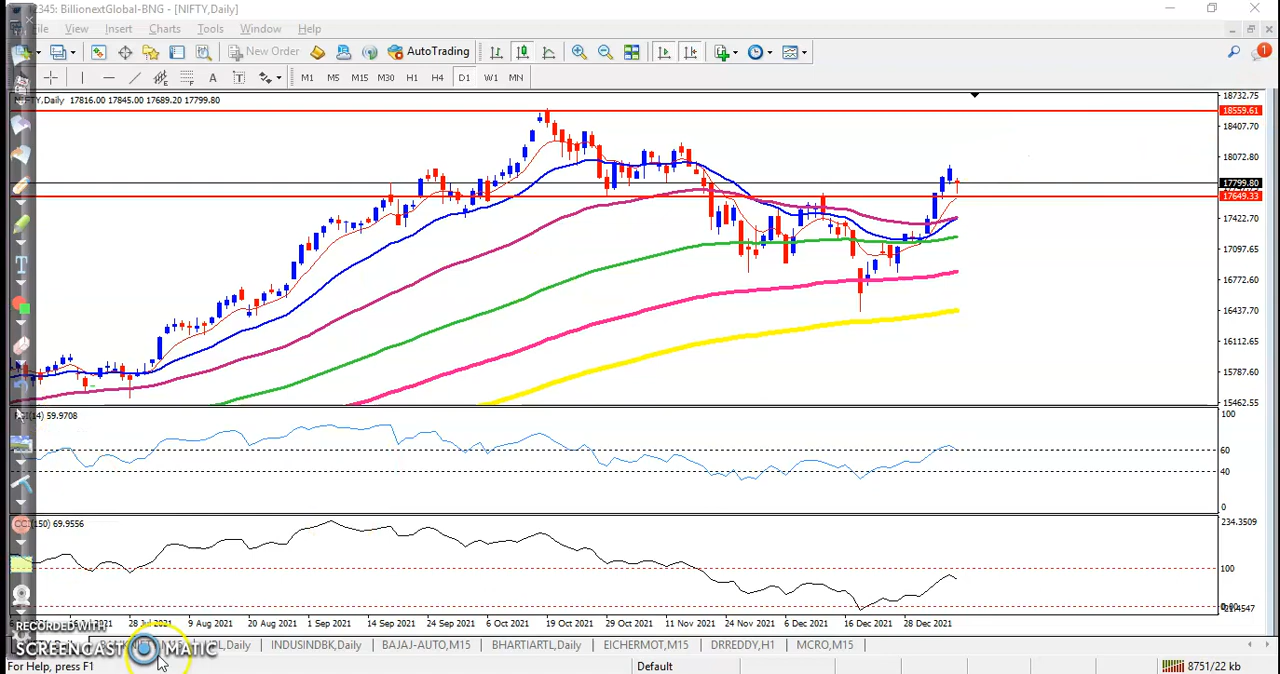 12345: BillionextGlobal-BNG - [NIFTY,Daily]
File View Insert Charts Tools Window Help
New Order AutoTrading
A T M1 M5 M15 M30 H1 H4 D1 W1 MN
NIFTY,Daily 17816.00 17845.00 17689.20 17799.80
18732.75
18559.61
18407.70
18072.80
17799.80
17649.33
17422.70
17097.65
16772.60
16437.70
16112.65
15787.60
15462.55
RSI(14) 59.9708
100
60
40
0
CCI(150) 69.9556
234.3509
100
28 Jul 2021 9 Aug 2021 20 Aug 2021 1 Sep 2021 14 Sep 2021 24 Sep 2021 6 Oct 2021 19 Oct 2021 29 Oct 2021 11 Nov 2021 24 Nov 2021 6 Dec 2021 16 Dec 2021 28 Dec 2021
RECORDED WITH
SCREENCAST MATIC
Daily INDUSINDBK,Daily BAJAJ-AUTO,M15 BHARTIARTL,Daily EICHERMOT,M15 DRREDDY,H1 MCRO,M15
For Help, press F1 Default 8751/22 kb